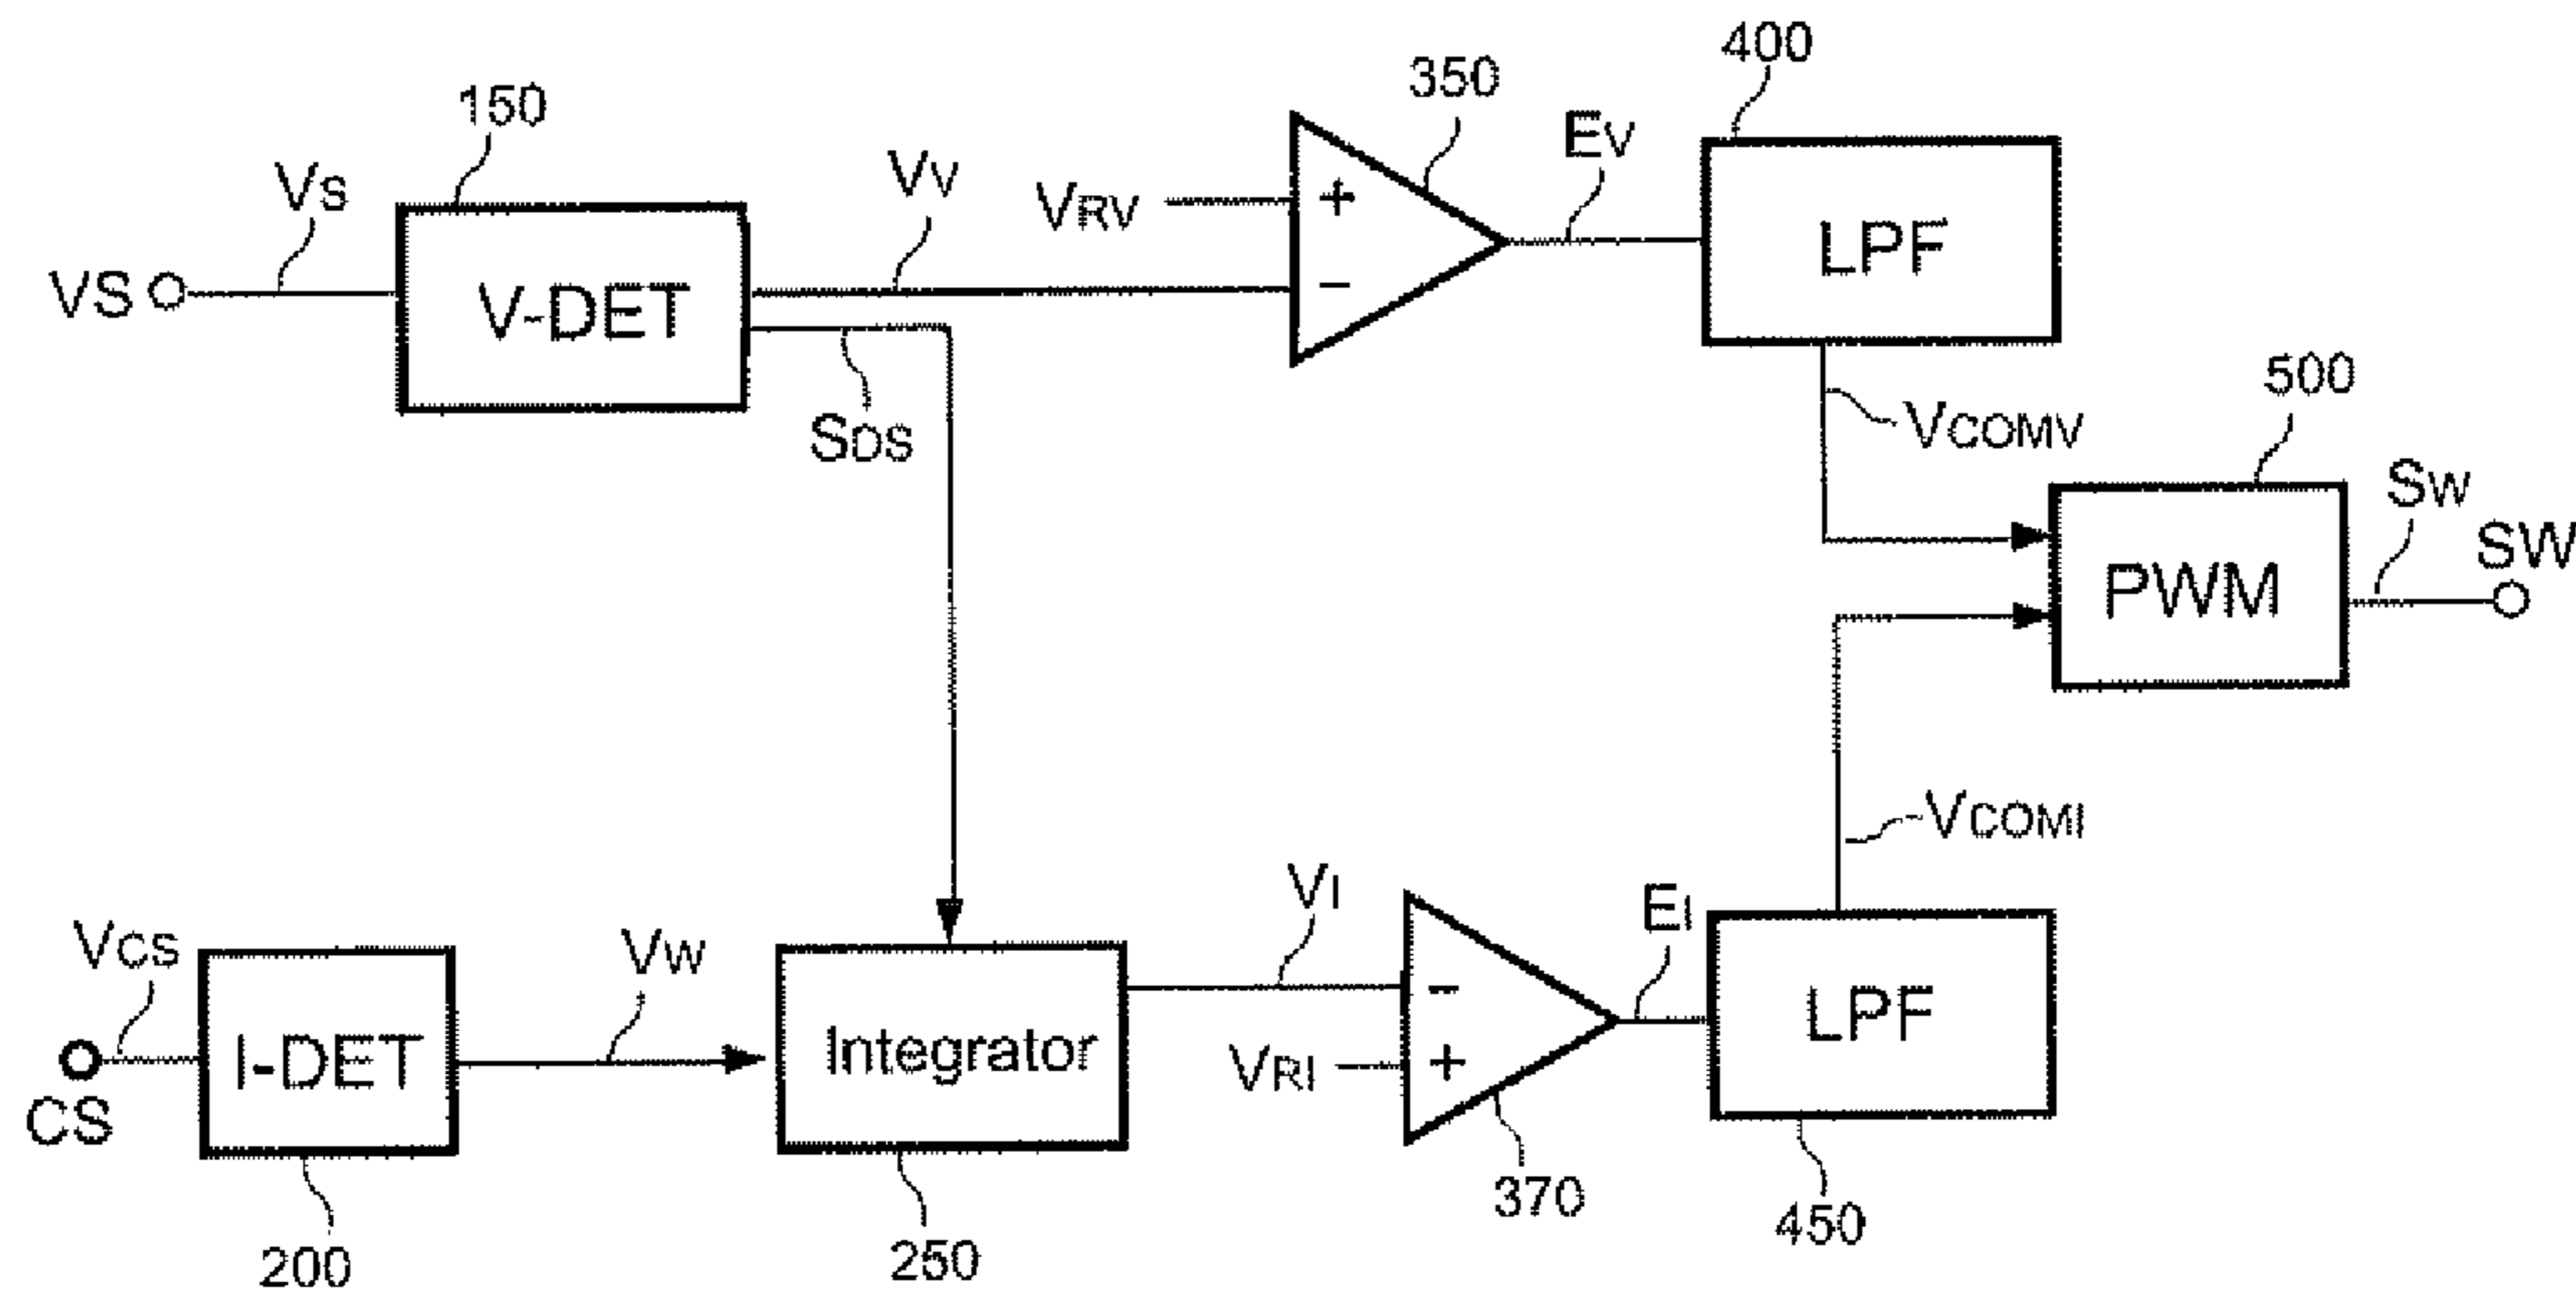 400
350
150
EV
VV
VS
VRV
+
LPF
VS
V-DET
−
500
VCOMV
SDS
SW
SW
PWM
VCOMI
VI
EI
VCS
VW
−
LPF
Integrator
I-DET
VRI
+
CS
370
450
200
250